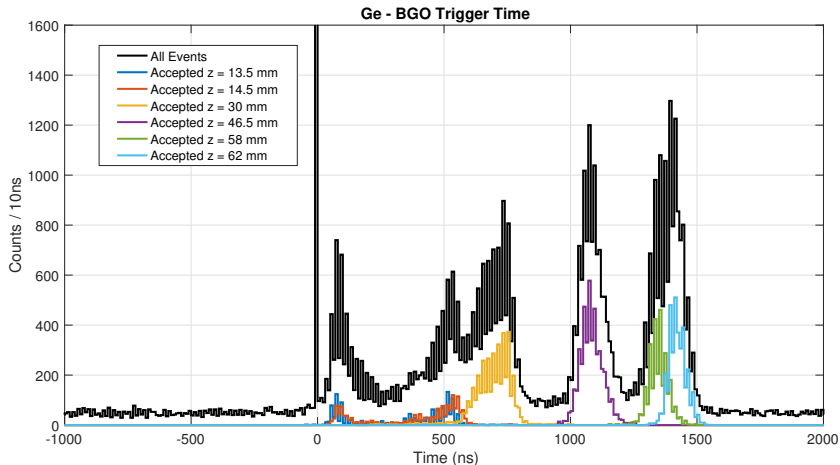 Ge - BGO Trigger Time
1600
1400
1200
1000
800
600
400
200
0
Counts / 10ns
All Events
Accepted z = 13.5 mm
Accepted z = 14.5 mm
Accepted z = 30 mm
Accepted z = 46.5 mm
Accepted z = 58 mm
Accepted z = 62 mm
-1000 -500 0 500 1000 1500 2000
Time (ns)